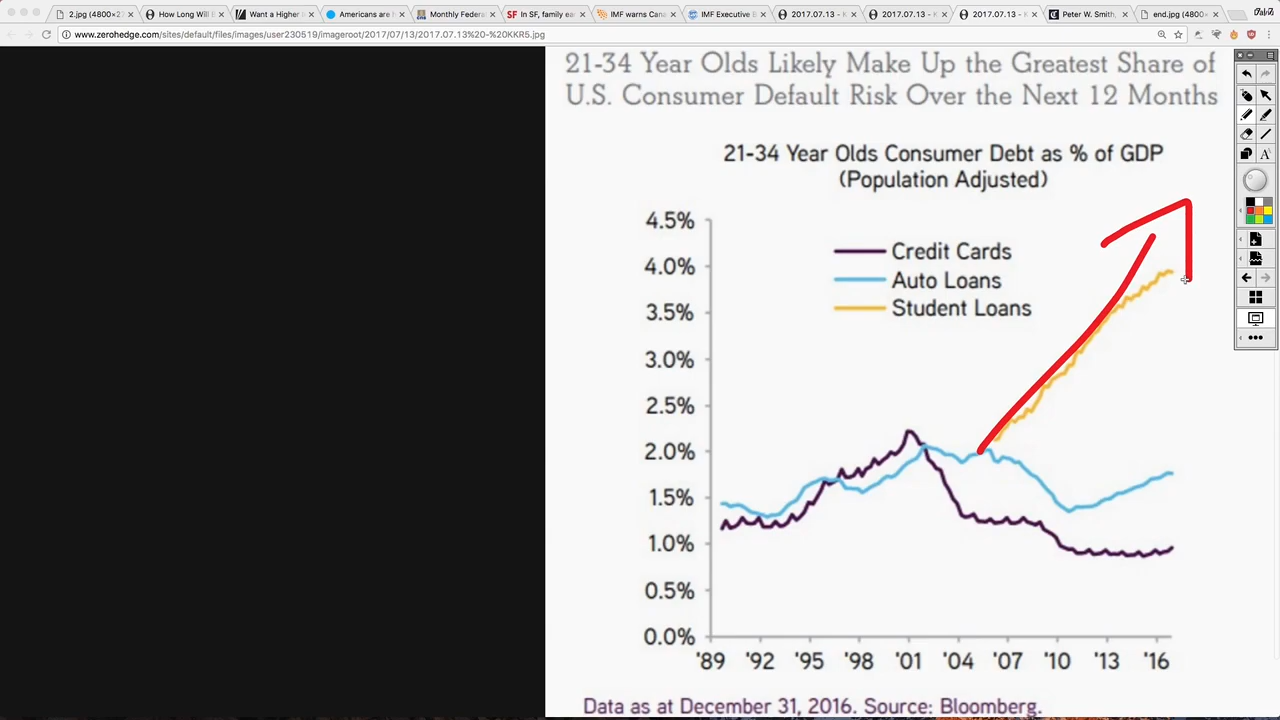 2.jpg (4800×27
How Long Will B
Want a Higher I
Americans are h
Monthly Federa
In SF, family ea
IMF warns Cana
IMF Executive B
2017.07.13 - K
2017.07.13 - K
2017.07.13 - K
Peter W. Smith,
end.jpg (4800×
www.zerohedge.com/sites/default/files/images/user230519/imageroot/2017/07/13/2017.07.13%20-%20KKR5.jpg
21-34 Year Olds Likely Make Up the Greatest Share of
U.S. Consumer Default Risk Over the Next 12 Months
21-34 Year Olds Consumer Debt as % of GDP
(Population Adjusted)
4.5%
4.0%
3.5%
3.0%
2.5%
2.0%
1.5%
1.0%
0.5%
0.0%
Credit Cards
Auto Loans
Student Loans
'89 '92 '95 '98 '01 '04 '07 '10 '13 '16
Data as at December 31, 2016. Source: Bloomberg.